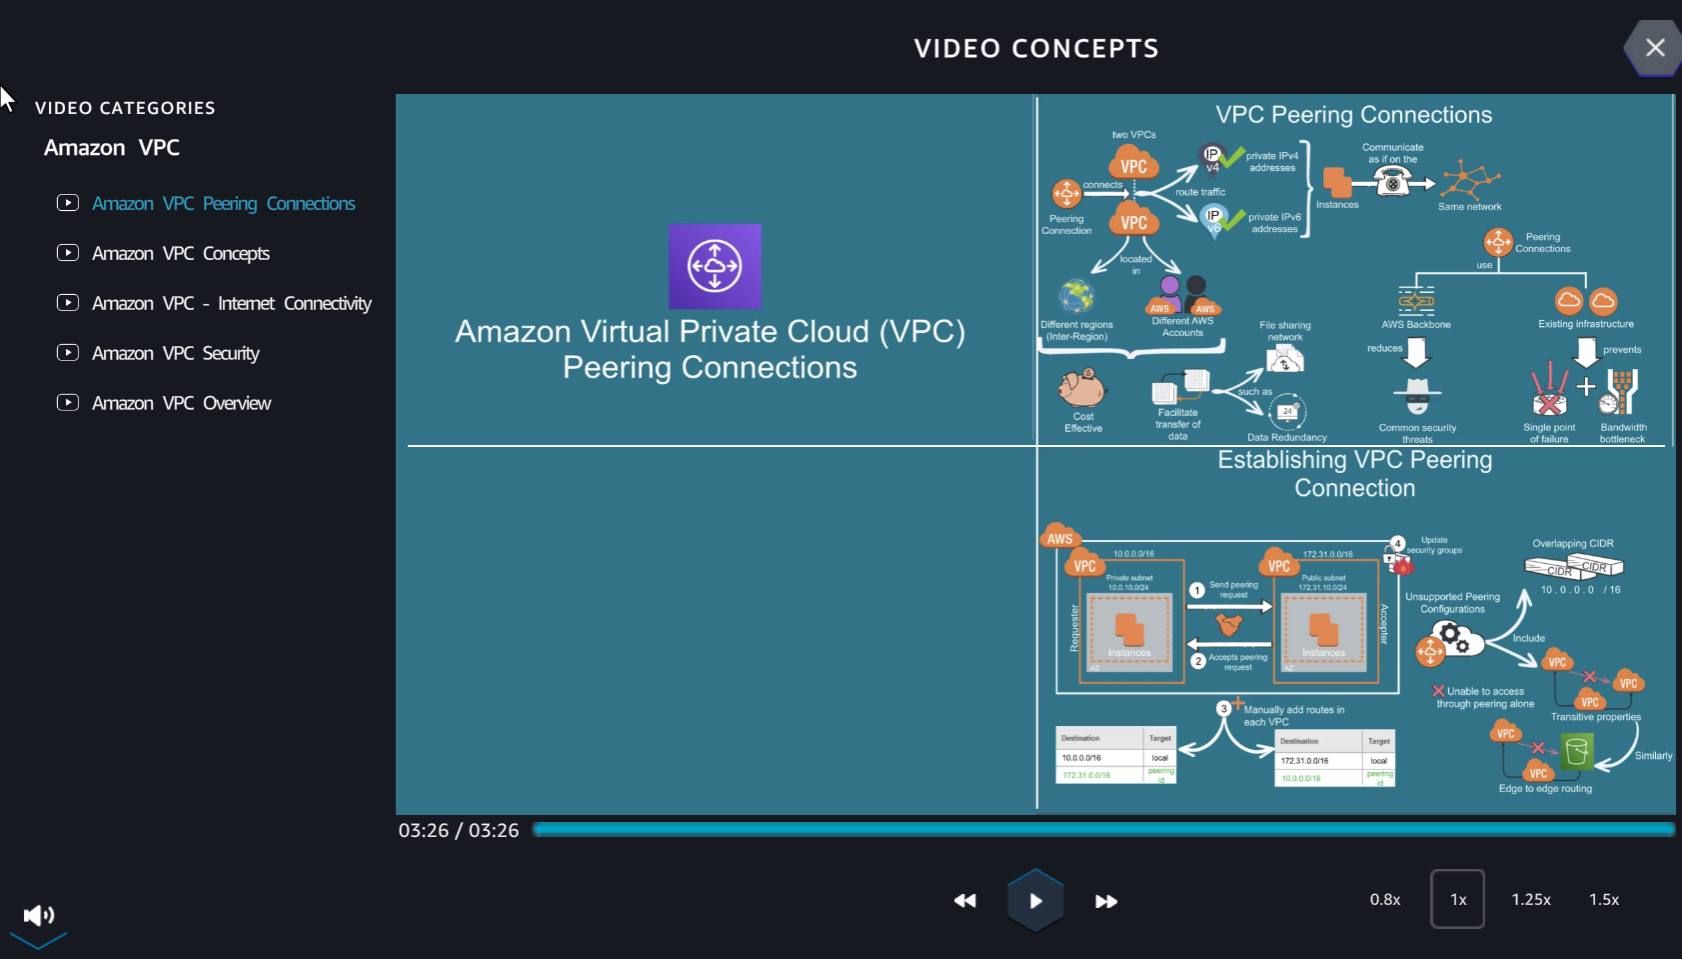 VIDEO CONCEPTS
VIDEO CATEGORIES
Amazon VPC
Amazon VPC Peering Connections
Amazon VPC Concepts
Amazon VPC - Internet Connectivity
Amazon VPC Security
Amazon VPC Overview
Amazon Virtual Private Cloud (VPC)
Peering Connections
VPC Peering Connections
two VPCs
VPC
connects
Peering
Connection
VPC
IP
v4
private IPv4
addresses
route traffic
IP
v6
private IPv6
addresses
Instances
Communicate
as if on the
Same network
located
in
Different regions
(Inter-Region)
AWS
AWS
Different AWS
Accounts
Cost
Effective
Facilitate
transfer of
data
such as
File sharing
network
24
Data Redundancy
Peering
Connections
use
AWS Backbone
reduces
Common security
threats
Existing infrastructure
prevents
Single point
of failure
Bandwidth
bottleneck
Establishing VPC Peering
Connection
AWS
VPC
10.0.0.0/16
Private subnet
10.0.10.0/24
Requester
Instances
AZ
1
Send peering
request
2
Accepts peering
request
VPC
172.31.0.0/16
Public subnet
172.31.10.0/24
Instances
AZ
Accepter
4
Update
security groups
3
Manually add routes in
each VPC
Destination Target
10.0.0.0/16 local
172.31.0.0/16 peering
id
Destination Target
172.31.0.0/16 local
10.0.0.0/16 peering
id
Unsupported Peering
Configurations
Include
Overlapping CIDR
CIDR CIDR
10.0.0.0 /16
VPC
VPC
VPC
Transitive properties
Unable to access
through peering alone
Similarly
VPC
VPC
Edge to edge routing
03:26 / 03:26
0.8x 1x 1.25x 1.5x